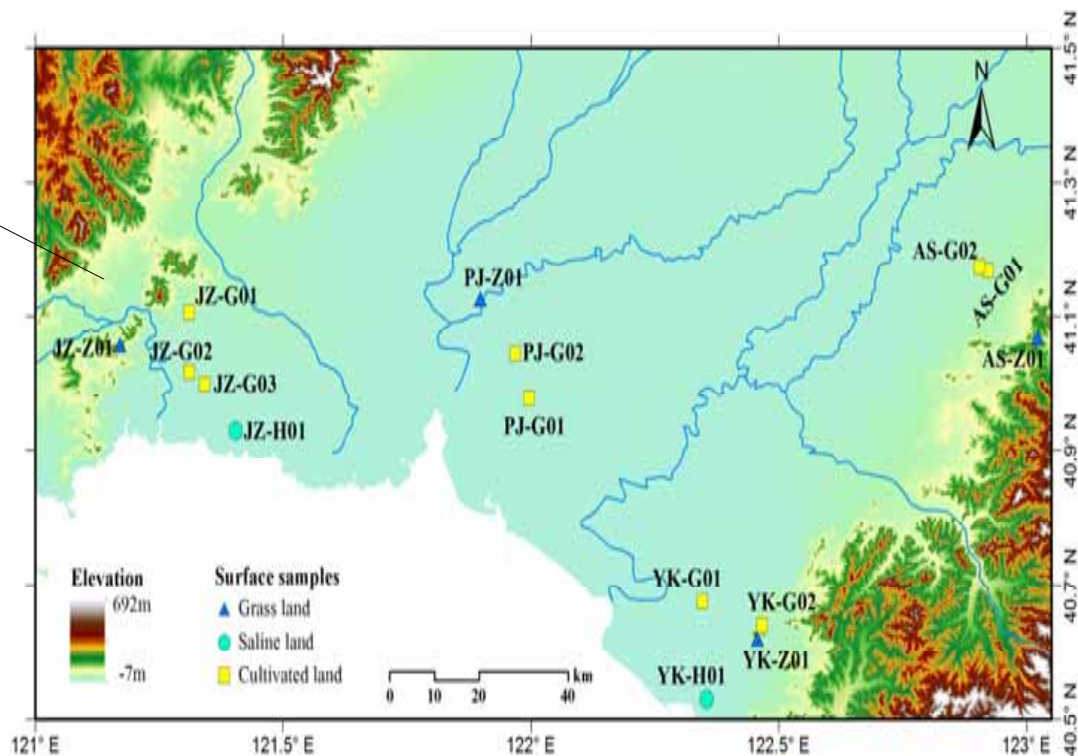 N
41.5° N
41.3° N
41.1° N
40.9° N
40.7° N
0.5° N
AS-G02
AS-G01
PJ-Z01
JZ-G01
JZ-Z01
JZ-G02
JZ-G03
PJ-G02
AS-Z01
PJ-G01
JZ-H01
YK-G01
YK-G02
YK-Z01
YK-H01
Elevation
692m
-7m
Surface samples
Grass land
Saline land
Cultivated land
0 10 20 40 km
121° E 121.5° E 122° E 122.5° E 123° E